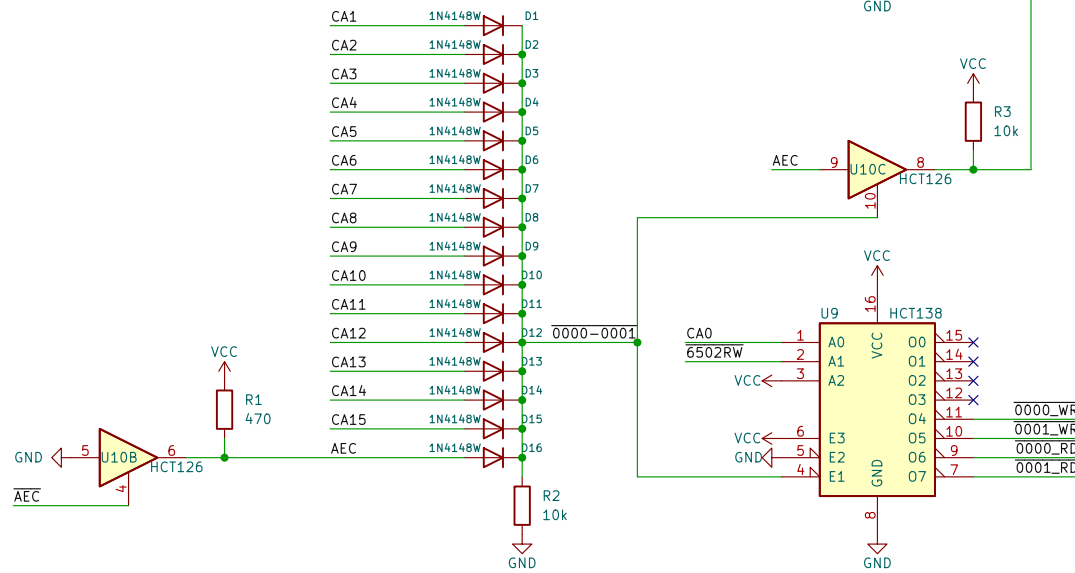 GND
CA1 1N4148W D1
CA2 1N4148W D2
CA3 1N4148W D3
CA4 1N4148W D4
CA5 1N4148W D5
CA6 1N4148W D6
CA7 1N4148W D7
CA8 1N4148W D8
CA9 1N4148W D9
CA10 1N4148W D10
CA11 1N4148W D11
CA12 1N4148W D12
CA13 1N4148W D13
CA14 1N4148W D14
CA15 1N4148W D15
AEC 1N4148W D16
VCC
R1
470
GND 5 U10B 6
HCT126
4
AEC
R2
10k
GND
0000-0001
VCC
R3
10k
AEC 9 U10C 8
HCT126
10
VCC
16
U9 HCT138
CA0 1 A0 VCC O0 15
6502RW 2 A1 O1 14
VCC 3 A2 O2 13
O3 12
O4 11 0000_WR
VCC 6 E3 O5 10 0001_WR
GND 5 E2 O6 9 0000_RD
4 E1 GND O7 7 0001_RD
8
GND